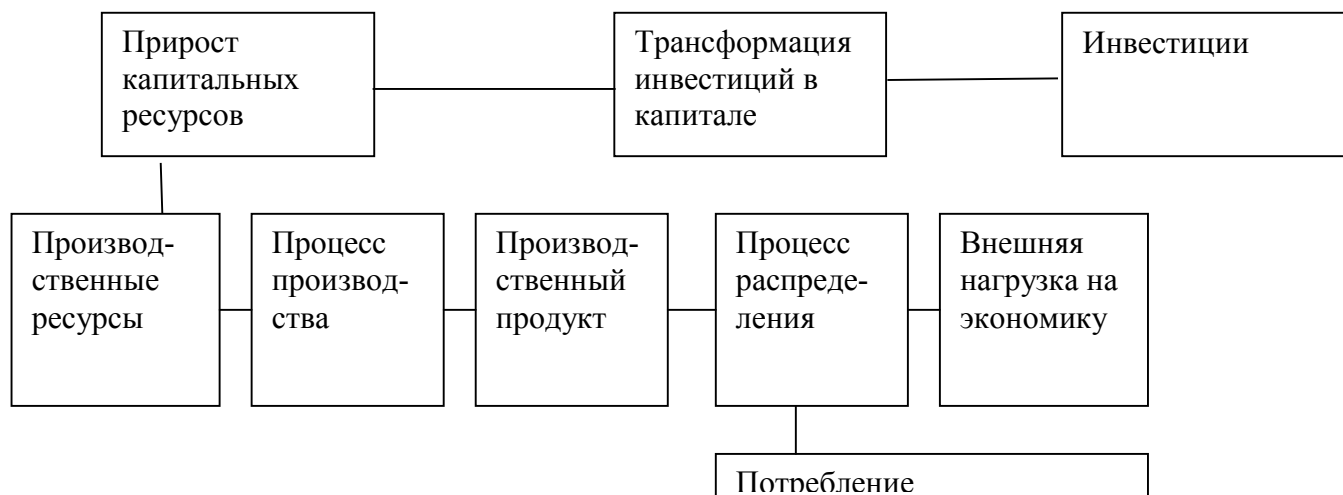 Прирост
капитальных
ресурсов
Трансформация
инвестиций в
капитале
Инвестиции
Производ-
ственные
ресурсы
Процесс
производ-
ства
Производ-
ственный
продукт
Процесс
распреде-
ления
Внешняя
нагрузка на
экономику
Потребление